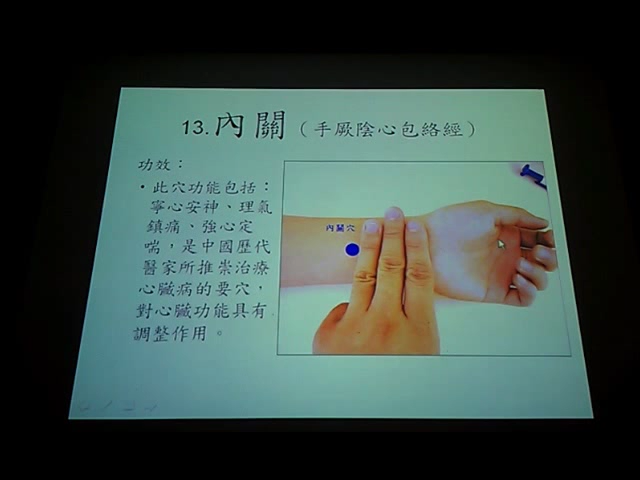 13.內關（手厥陰心包絡經）
功效：
•此穴功能包括：
寧心安神、理氣
鎮痛、強心定
喘，是中國歷代
醫家所推崇治療
心臟病的要穴，
對心臟功能具有
調整作用。
內關穴